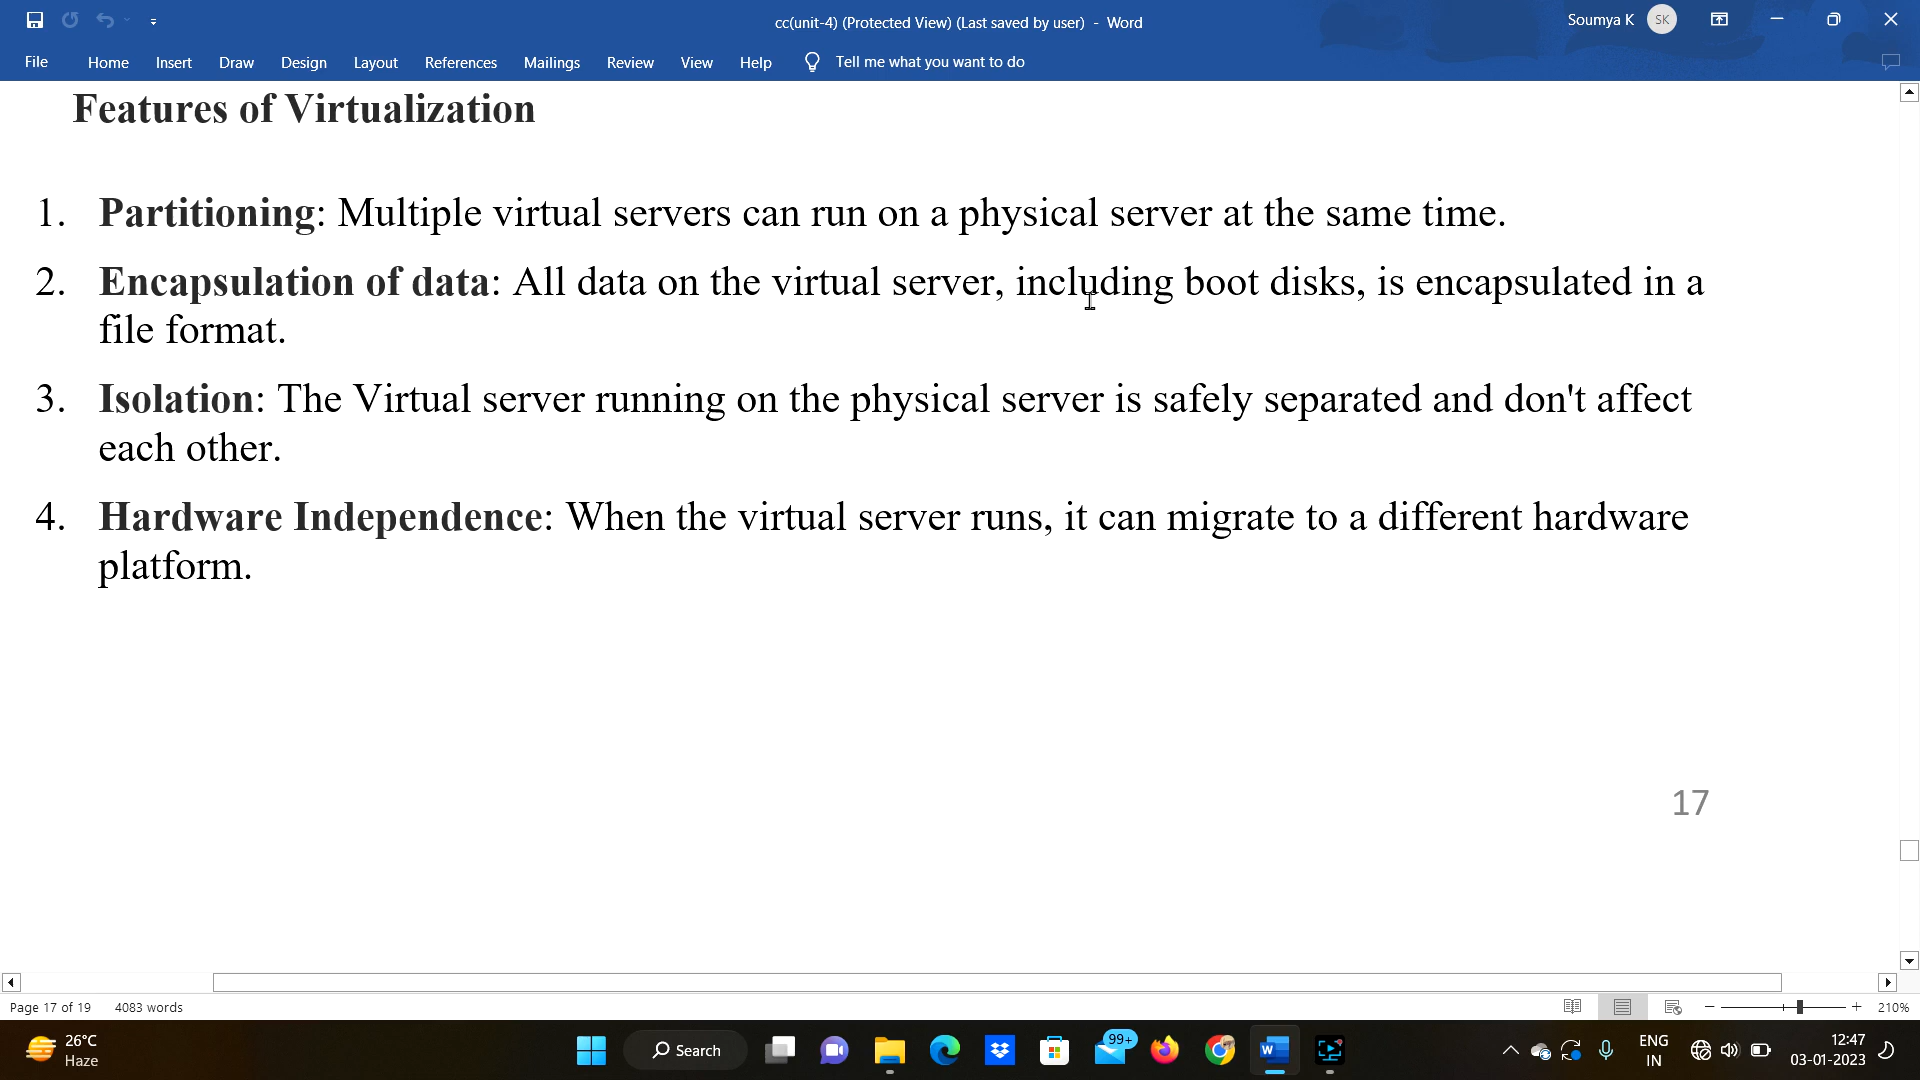 cc(unit-4) (Protected View) (Last saved by user) - Word
Soumya K SK
File Home Insert Draw Design Layout References Mailings Review View Help Tell me what you want to do
Features of Virtualization
1. Partitioning: Multiple virtual servers can run on a physical server at the same time.
2. Encapsulation of data: All data on the virtual server, including boot disks, is encapsulated in a
file format.
3. Isolation: The Virtual server running on the physical server is safely separated and don't affect
each other.
4. Hardware Independence: When the virtual server runs, it can migrate to a different hardware
platform.
17
Page 17 of 19 4083 words 210%
26°C
Haze
Search
99+
ENG
IN
12:47
03-01-2023